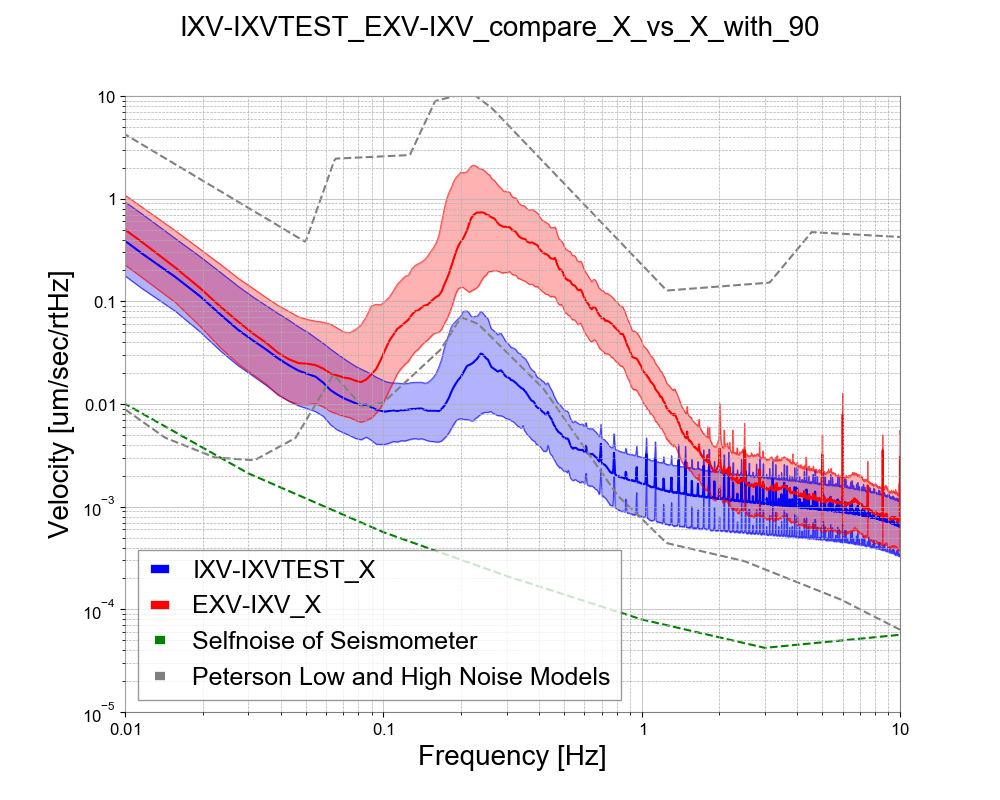 IXV-IXVTEST_EXV-IXV_compare_X_vs_X_with_90
10
1
0.1
0.01
10⁻³
10⁻⁴
10⁻⁵
Velocity [um/sec/rtHz]
IXV-IXVTEST_X
EXV-IXV_X
Selfnoise of Seismometer
Peterson Low and High Noise Models
0.01 0.1 1 10
Frequency [Hz]